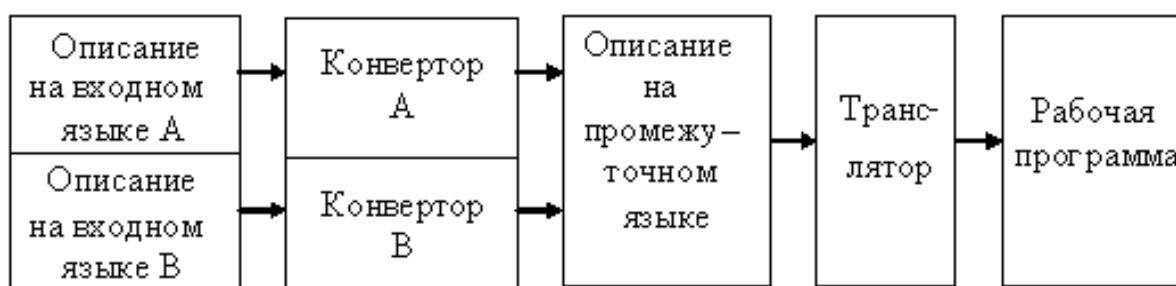 Описание
на входном
языке А
Описание
на входном
языке В
Конвертор
А
Конвертор
В
Описание
на
промежу–
точном
языке
Транс-
лятор
Рабочая
программа